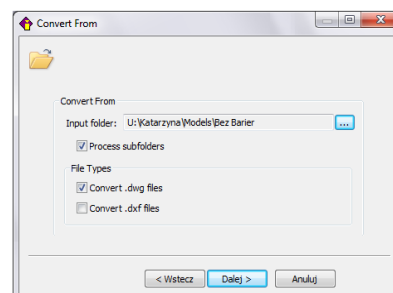 Convert From
Convert From
Input folder: U:\Katarzyna\Models\Bez Barier ...
Process subfolders
File Types
Convert .dwg files
Convert .dxf files
< Wstecz Dalej > Anuluj